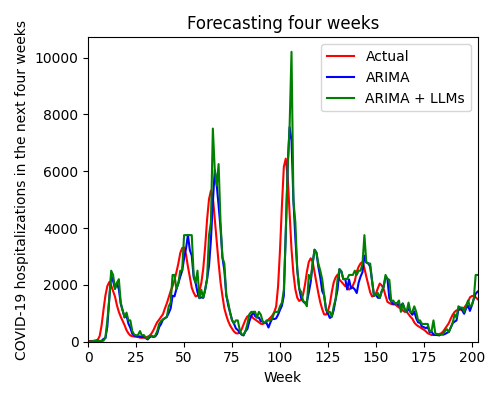 Forecasting four weeks
COVID-19 hospitalizations in the next four weeks
10000
8000
6000
4000
2000
0
Actual
ARIMA
ARIMA + LLMs
0 25 50 75 100 125 150 175 200
Week